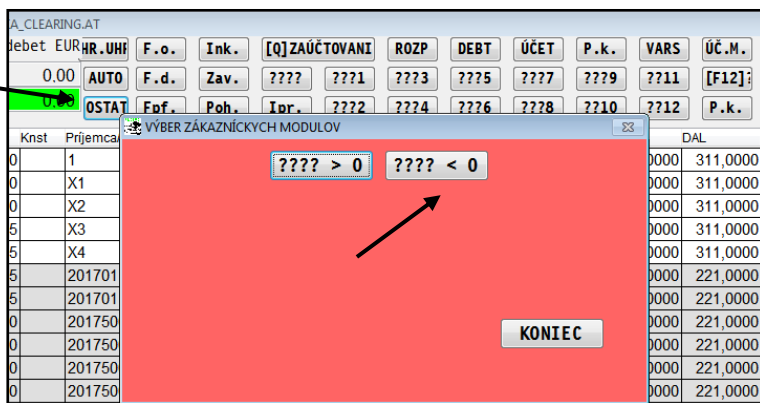 A_CLEARING.AT
debet EUR HR.UHF F.o. Ink. [Q]ZAÚČTOVANI ROZP DEBT ÚČET P.k. VARS ÚČ.M.
0.00 AUTO F.d. Zav. ???? ???1 ???3 ???5 ???7 ???9 ??11 [F12]?
0.00 OSTAT Fpf. Poh. Ipr. ???2 ???4 ???6 ???8 ??10 ??12 P.k.
VÝBER ZÁKAZNÍCKYCH MODULOV
Knst Príjemca/ DAL
???? > 0 ???? < 0
0 1 0000 311,0000
0 X1 0000 311,0000
0 X2 0000 311,0000
5 X3 0000 311,0000
5 X4 0000 311,0000
5 201701 0000 221,0000
5 201701 0000 221,0000
0 201750 0000 221,0000
KONIEC
0 201750 0000 221,0000
0 201750 0000 221,0000
0 201750 0000 221,0000